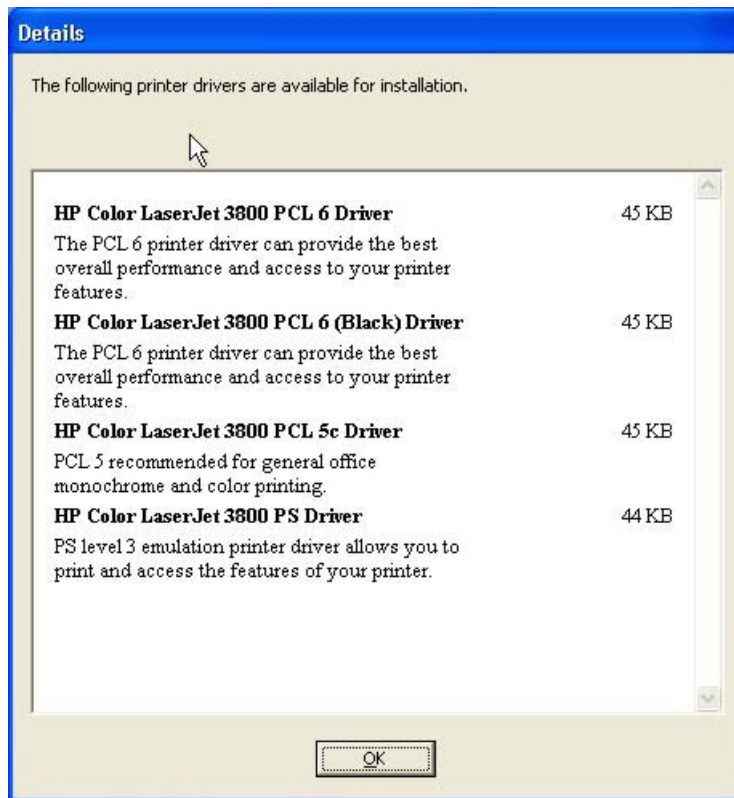 Details
The following printer drivers are available for installation.
HP Color LaserJet 3800 PCL 6 Driver 45 KB
The PCL 6 printer driver can provide the best
overall performance and access to your printer
features.
HP Color LaserJet 3800 PCL 6 (Black) Driver 45 KB
The PCL 6 printer driver can provide the best
overall performance and access to your printer
features.
HP Color LaserJet 3800 PCL 5c Driver 45 KB
PCL 5 recommended for general office
monochrome and color printing.
HP Color LaserJet 3800 PS Driver 44 KB
PS level 3 emulation printer driver allows you to
print and access the features of your printer.
OK